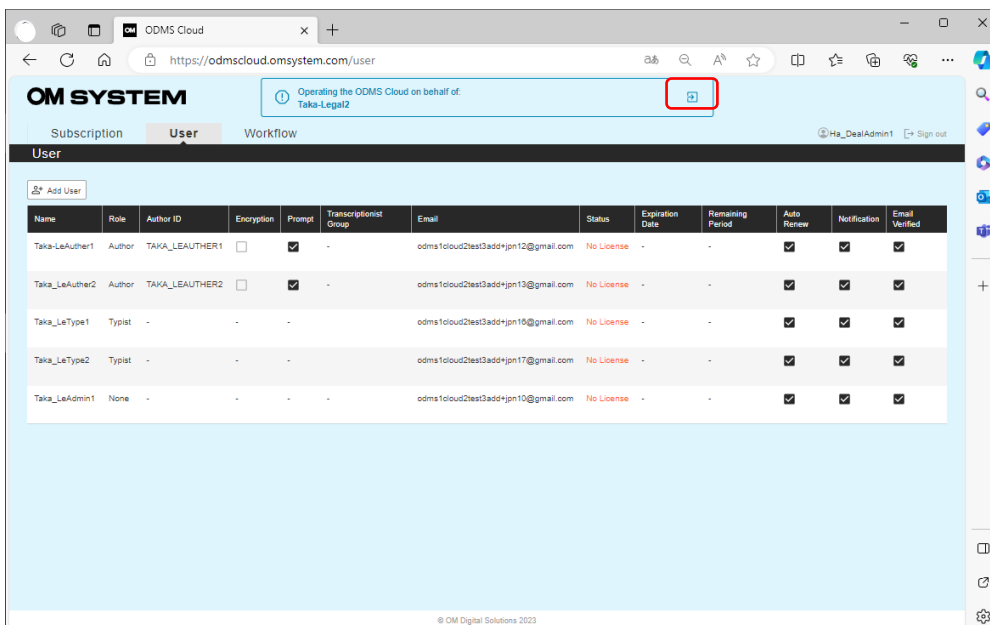 OM ODMS Cloud
https://odmscloud.omsystem.com/user
OM SYSTEM
Operating the ODMS Cloud on behalf of:
Taka-Legal2
Subscription User Workflow
Ha_DealAdmin1 Sign out
User
Add User
Name Role Author ID Encryption Prompt Transcriptionist Group Email Status Expiration Date Remaining Period Auto Renew Notification Email Verified
Taka-LeAuther1 Author TAKA_LEAUTHER1 - odms1cloud2test3add+jpn12@gmail.com No License - -
Taka_LeAuther2 Author TAKA_LEAUTHER2 - odms1cloud2test3add+jpn13@gmail.com No License - -
Taka_LeType1 Typist - - - odms1cloud2test3add+jpn16@gmail.com No License - -
Taka_LeType2 Typist - - - odms1cloud2test3add+jpn17@gmail.com No License - -
Taka_LeAdmin1 None - - - - odms1cloud2test3add+jpn10@gmail.com No License - -
© OM Digital Solutions 2023